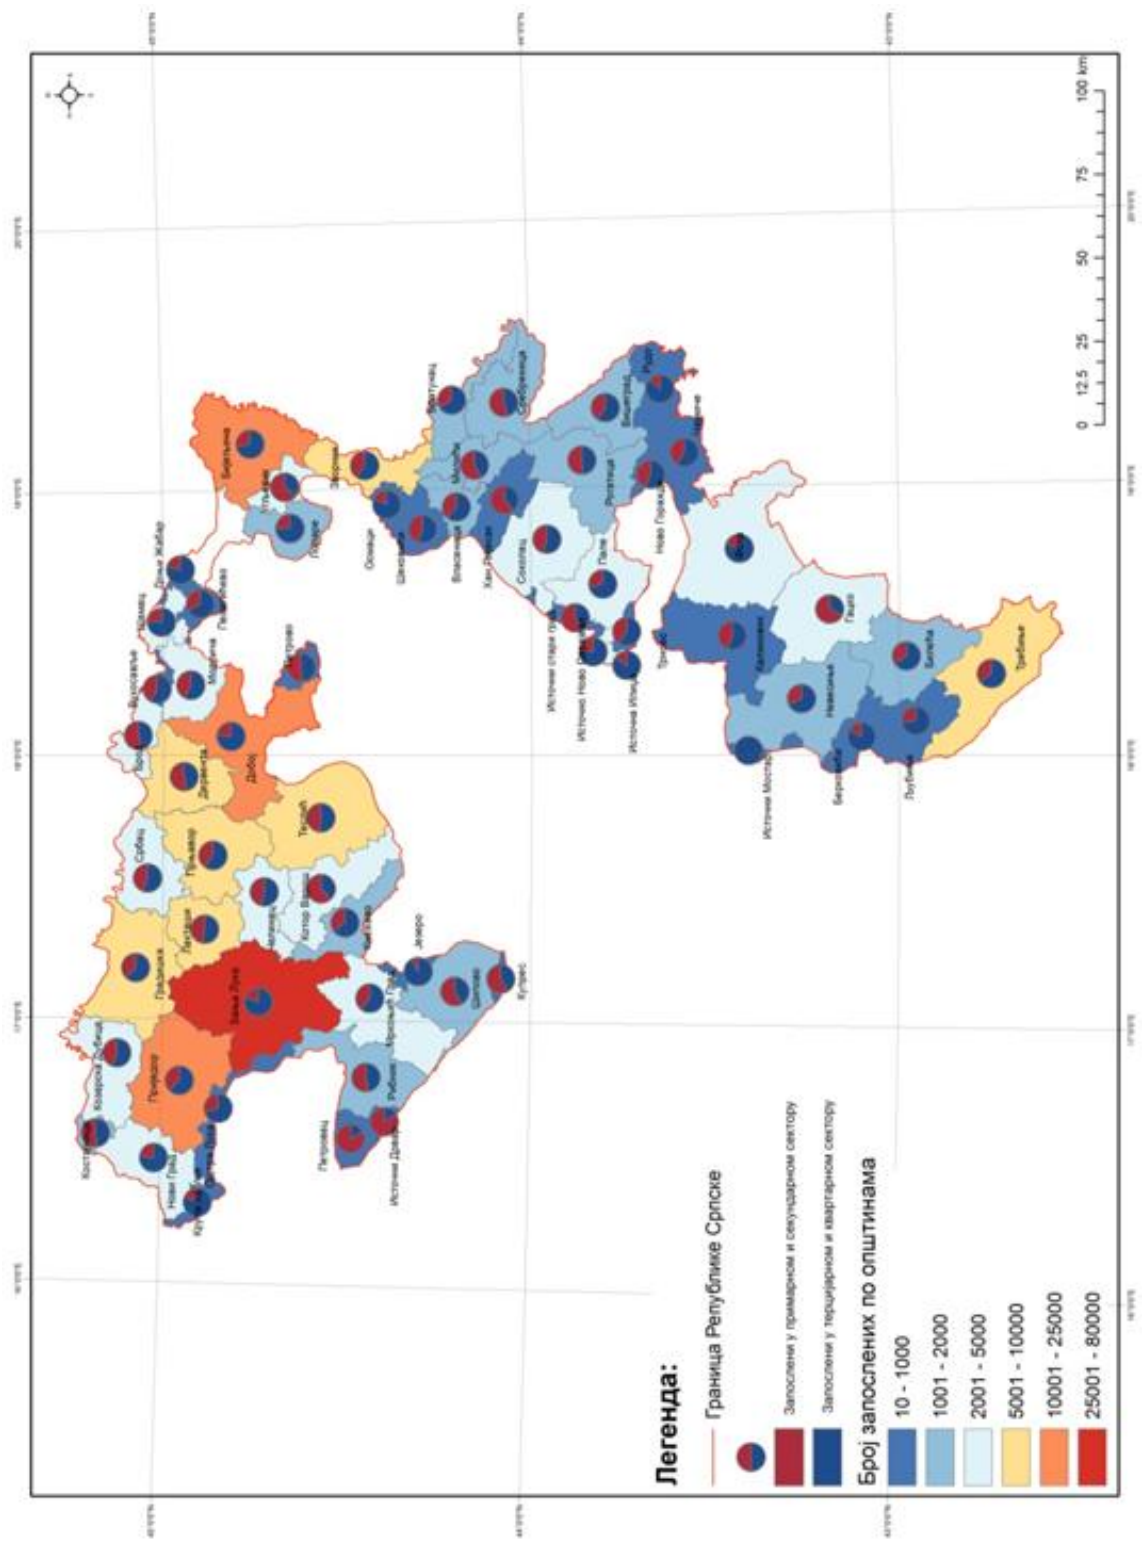 Костајница
Козарска Дубица
Градишка
Србац
Брод
Вукосавље
Шамац
Доњи Жабар
Нови Град
Приједор
Лакташи
Прњавор
Дервента
Модрича
Пелагићево
Бијељина
Бања Лука
Челинац
Добој
Петрово
Лопаре
Угљевик
Зворник
Котор Варош
Теслић
Осмаци
Петровац
Источни Дрвар
Рибник
Мркоњић Град
Језеро
Шипово
Купрес
Шековићи
Власеница
Милићи
Братунац
Сребреница
Хан Пијесак
Соколац
Рогатица
Вишеград
Пале
Источни стари град
Источно Ново Сарајево
Источна Илиџа
Трново
Ново Горажде
Рудо
Калиновик
Гацко
Невесиње
Источни Мостар
Берковићи
Билећа
Љубиње
Требиње
0 12.5 25 50 75 100 km
Легенда:
Граница Републике Српске
Запослени у примарном и секундарном сектору
Запослени у терцијарном и квартарном сектору
Број запослених по општинама
10 - 1000
1001 - 2000
2001 - 5000
5001 - 10000
10001 - 25000
25001 - 80000